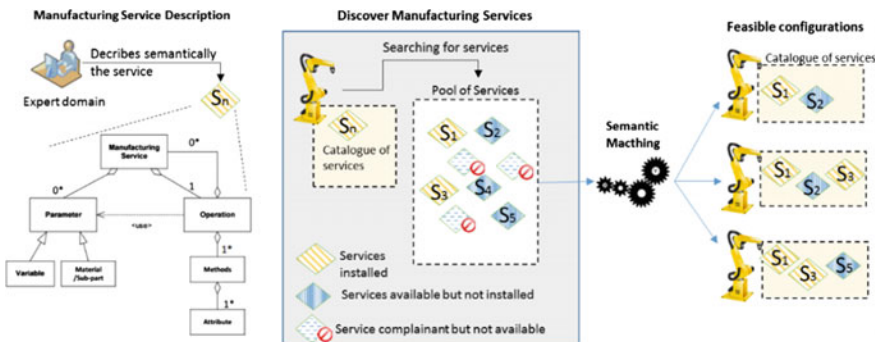 Manufacturing Service Description
Decribes semantically
the service
Expert domain
Sn
Manufacturing
Service
0*
0*
1
Parameter
Operation
<use>
1*
Variable
Material
/Sub-part
Methods
1*
Attribute
Discover Manufacturing Services
Searching for services
Pool of Services
Sn
Catalogue of
services
S1
S2
S3
S4
S5
Services
installed
Services available but not installed
Service complainant but not available
Semantic
Macthing
Feasible configurations
Catalogue of services
S1
S2
S1
S2
S3
S1
S3
S5